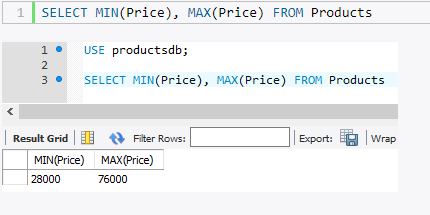 1 SELECT MIN(Price), MAX(Price) FROM Products
1 USE productsdb;
2
3 SELECT MIN(Price), MAX(Price) FROM Products
Result Grid Filter Rows: Export: Wrap
MIN(Price) MAX(Price)
28000 76000